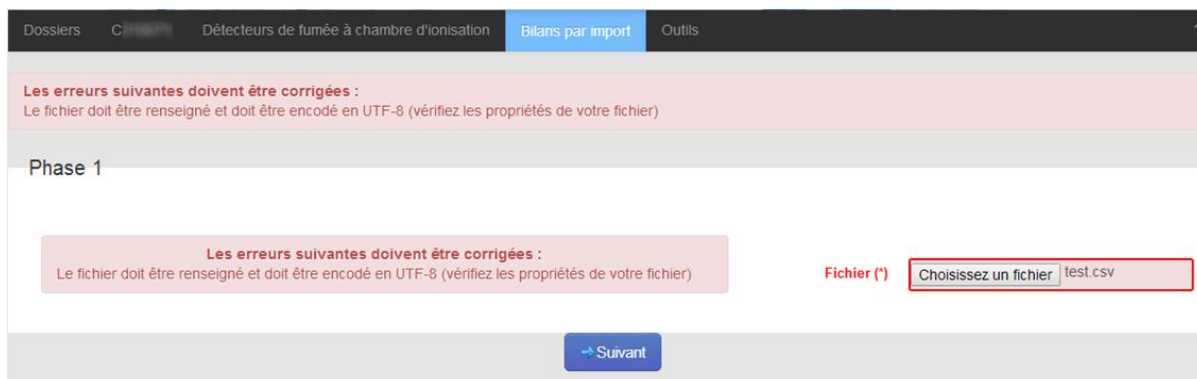 Dossiers Détecteurs de fumée à chambre d'ionisation Bilans par import Outils
Les erreurs suivantes doivent être corrigées :
Le fichier doit être renseigné et doit être encodé en UTF-8 (vérifiez les propriétés de votre fichier)
Phase 1
Les erreurs suivantes doivent être corrigées :
Le fichier doit être renseigné et doit être encodé en UTF-8 (vérifiez les propriétés de votre fichier)
Fichier (*) Choisissez un fichier test.csv
Suivant